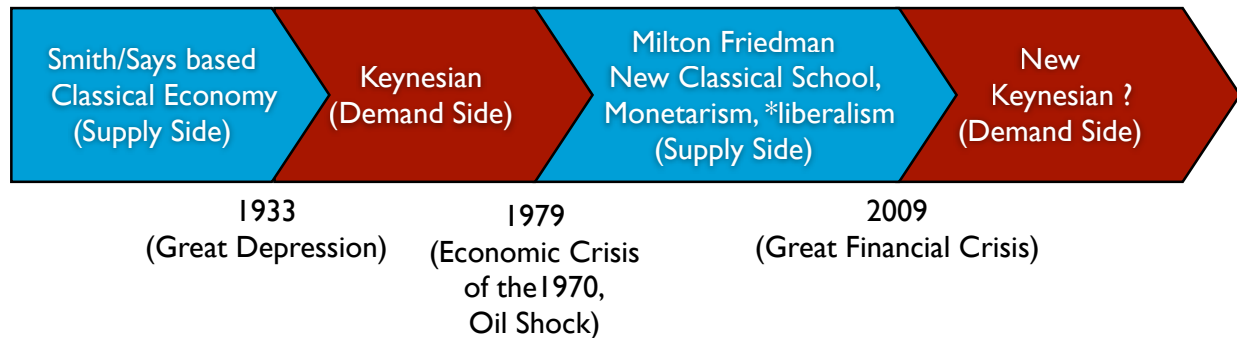 Smith/Says based
Classical Economy
(Supply Side)
Keynesian
(Demand Side)
Milton Friedman
New Classical School,
Monetarism, *liberalism
(Supply Side)
New
Keynesian ?
(Demand Side)
1933
(Great Depression)
1979
(Economic Crisis
of the1970,
Oil Shock)
2009
(Great Financial Crisis)